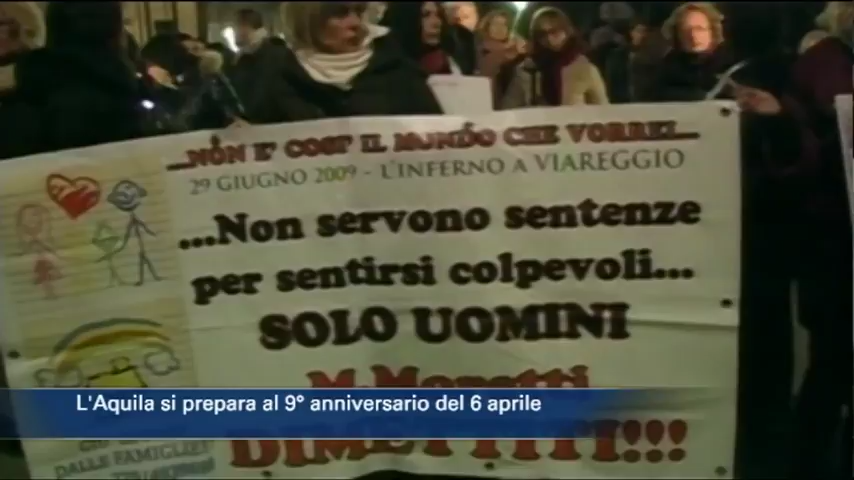 ...NON E' COSI' IL MONDO CHE VORREI...
29 GIUGNO 2009 - L'INFERNO A VIAREGGIO
...Non servono sentenze
per sentirsi colpevoli...
SOLO UOMINI
M. Moretti
L'Aquila si prepara al 9° anniversario del 6 aprile
DIMETTITI!!!
DALLE FAMIGLIE